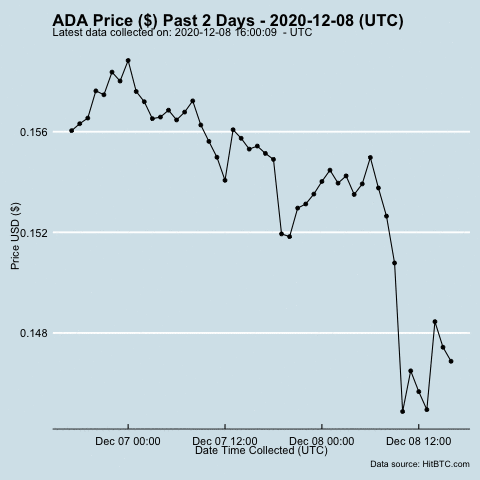 ADA Price ($) Past 2 Days - 2020-12-08 (UTC)
Latest data collected on: 2020-12-08 16:00:09 - UTC
0.156
0.152
0.148
Price USD ($)
Dec 07 00:00 Dec 07 12:00 Dec 08 00:00 Dec 08 12:00
Date Time Collected (UTC)
Data source: HitBTC.com